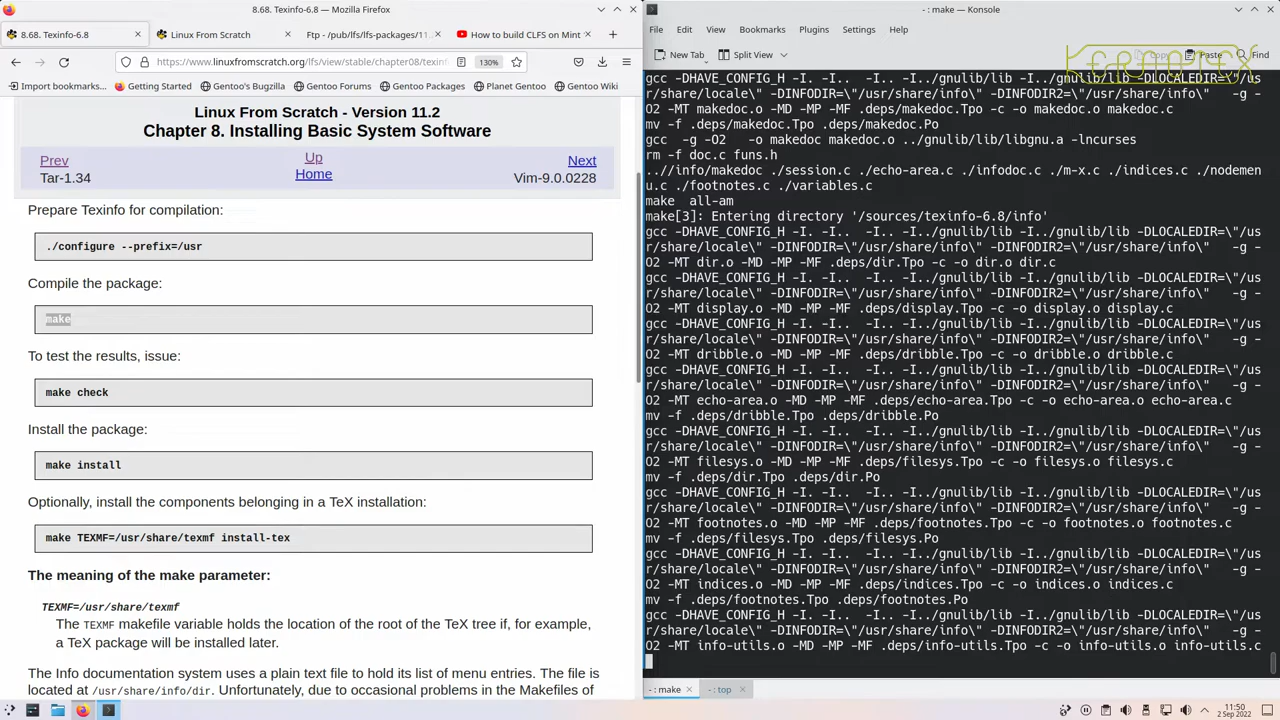 8.68. Texinfo-6.8 — Mozilla Firefox
8.68. Texinfo-6.8
Linux From Scratch
Ftp - /pub/lfs/lfs-packages/11.
How to build CLFS on Mint
https://www.linuxfromscratch.org/lfs/view/stable/chapter08/texinf
130%
Import bookmarks...
Getting Started
Gentoo's Bugzilla
Gentoo Forums
Gentoo Packages
Planet Gentoo
Gentoo Wiki
Linux From Scratch - Version 11.2
Chapter 8. Installing Basic System Software
Prev
Up
Next
Tar-1.34
Home
Vim-9.0.0228
Prepare Texinfo for compilation:
./configure --prefix=/usr
Compile the package:
make
To test the results, issue:
make check
Install the package:
make install
Optionally, install the components belonging in a TeX installation:
make TEXMF=/usr/share/texmf install-tex
The meaning of the make parameter:
TEXMF=/usr/share/texmf
The TEXMF makefile variable holds the location of the root of the TeX tree if, for example,
a TeX package will be installed later.
The Info documentation system uses a plain text file to hold its list of menu entries. The file is
located at /usr/share/info/dir. Unfortunately, due to occasional problems in the Makefiles of
- : make — Konsole
File
Edit
View
Bookmarks
Plugins
Settings
Help
New Tab
Split View
Copy
Paste
Find
KERAMPLEX
gcc -DHAVE_CONFIG_H -I. -I..  -I.. -I../gnulib/lib -I../gnulib/lib -DLOCALEDIR=\"/us
r/share/locale\" -DINFODIR=\"/usr/share/info\" -DINFODIR2=\"/usr/share/info\"   -g -
O2 -MT makedoc.o -MD -MP -MF .deps/makedoc.Tpo -c -o makedoc.o makedoc.c
mv -f .deps/makedoc.Tpo .deps/makedoc.Po
gcc  -g -O2   -o makedoc makedoc.o ../gnulib/lib/libgnu.a -lncurses
rm -f doc.c funs.h
..//info/makedoc ./session.c ./echo-area.c ./infodoc.c ./m-x.c ./indices.c ./nodemen
u.c ./footnotes.c ./variables.c
make  all-am
make[3]: Entering directory '/sources/texinfo-6.8/info'
gcc -DHAVE_CONFIG_H -I. -I..  -I.. -I../gnulib/lib -I../gnulib/lib -DLOCALEDIR=\"/us
r/share/locale\" -DINFODIR=\"/usr/share/info\" -DINFODIR2=\"/usr/share/info\"   -g -
O2 -MT dir.o -MD -MP -MF .deps/dir.Tpo -c -o dir.o dir.c
gcc -DHAVE_CONFIG_H -I. -I..  -I.. -I../gnulib/lib -I../gnulib/lib -DLOCALEDIR=\"/us
r/share/locale\" -DINFODIR=\"/usr/share/info\" -DINFODIR2=\"/usr/share/info\"   -g -
O2 -MT display.o -MD -MP -MF .deps/display.Tpo -c -o display.o display.c
gcc -DHAVE_CONFIG_H -I. -I..  -I.. -I../gnulib/lib -I../gnulib/lib -DLOCALEDIR=\"/us
r/share/locale\" -DINFODIR=\"/usr/share/info\" -DINFODIR2=\"/usr/share/info\"   -g -
O2 -MT dribble.o -MD -MP -MF .deps/dribble.Tpo -c -o dribble.o dribble.c
gcc -DHAVE_CONFIG_H -I. -I..  -I.. -I../gnulib/lib -I../gnulib/lib -DLOCALEDIR=\"/us
r/share/locale\" -DINFODIR=\"/usr/share/info\" -DINFODIR2=\"/usr/share/info\"   -g -
O2 -MT echo-area.o -MD -MP -MF .deps/echo-area.Tpo -c -o echo-area.o echo-area.c
mv -f .deps/dribble.Tpo .deps/dribble.Po
gcc -DHAVE_CONFIG_H -I. -I..  -I.. -I../gnulib/lib -I../gnulib/lib -DLOCALEDIR=\"/us
r/share/locale\" -DINFODIR=\"/usr/share/info\" -DINFODIR2=\"/usr/share/info\"   -g -
O2 -MT filesys.o -MD -MP -MF .deps/filesys.Tpo -c -o filesys.o filesys.c
mv -f .deps/dir.Tpo .deps/dir.Po
gcc -DHAVE_CONFIG_H -I. -I..  -I.. -I../gnulib/lib -I../gnulib/lib -DLOCALEDIR=\"/us
r/share/locale\" -DINFODIR=\"/usr/share/info\" -DINFODIR2=\"/usr/share/info\"   -g -
O2 -MT footnotes.o -MD -MP -MF .deps/footnotes.Tpo -c -o footnotes.o footnotes.c
mv -f .deps/filesys.Tpo .deps/filesys.Po
gcc -DHAVE_CONFIG_H -I. -I..  -I.. -I../gnulib/lib -I../gnulib/lib -DLOCALEDIR=\"/us
r/share/locale\" -DINFODIR=\"/usr/share/info\" -DINFODIR2=\"/usr/share/info\"   -g -
O2 -MT indices.o -MD -MP -MF .deps/indices.Tpo -c -o indices.o indices.c
mv -f .deps/footnotes.Tpo .deps/footnotes.Po
gcc -DHAVE_CONFIG_H -I. -I..  -I.. -I../gnulib/lib -I../gnulib/lib -DLOCALEDIR=\"/us
r/share/locale\" -DINFODIR=\"/usr/share/info\" -DINFODIR2=\"/usr/share/info\"   -g -
O2 -MT info-utils.o -MD -MP -MF .deps/info-utils.Tpo -c -o info-utils.o info-utils.c
- : make
- : top
11:50
2 Sep 2022